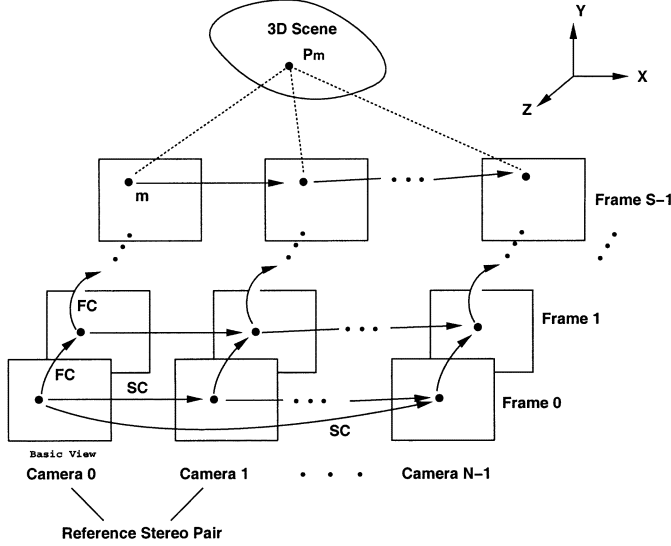 3D Scene
Pm
Y
X
Z
m
Frame S-1
FC
Frame 1
FC
SC
Frame 0
SC
Basic View
Camera 0
Camera 1
Camera N-1
Reference Stereo Pair